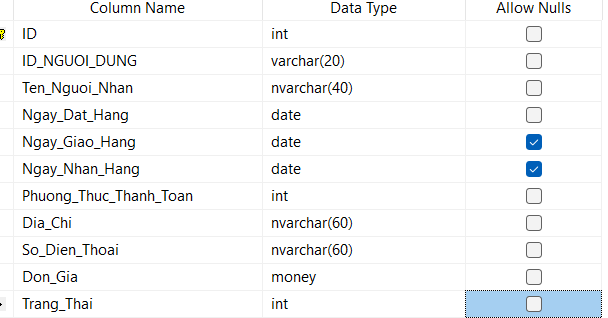 Column Name Data Type Allow Nulls
ID int
ID_NGUOI_DUNG varchar(20)
Ten_Nguoi_Nhan nvarchar(40)
Ngay_Dat_Hang date
Ngay_Giao_Hang date
Ngay_Nhan_Hang date
Phuong_Thuc_Thanh_Toan int
Dia_Chi nvarchar(60)
So_Dien_Thoai nvarchar(60)
Don_Gia money
Trang_Thai int